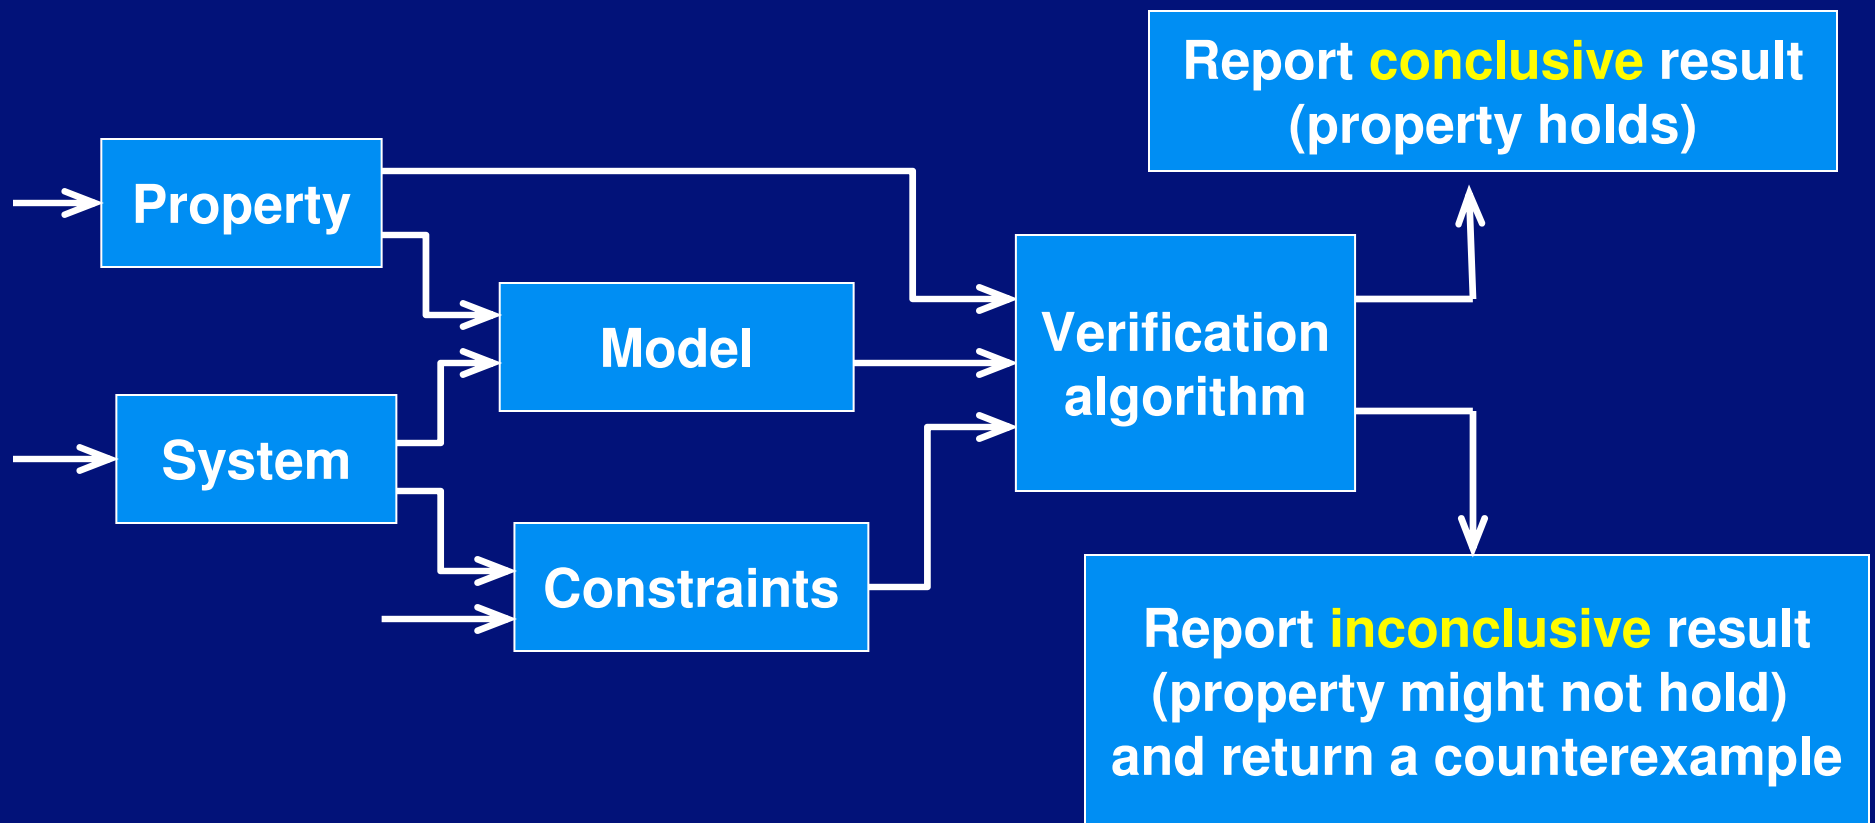 Report conclusive result
(property holds)
Property
Model
Verification
algorithm
System
Constraints
Report inconclusive result
(property might not hold)
and return a counterexample